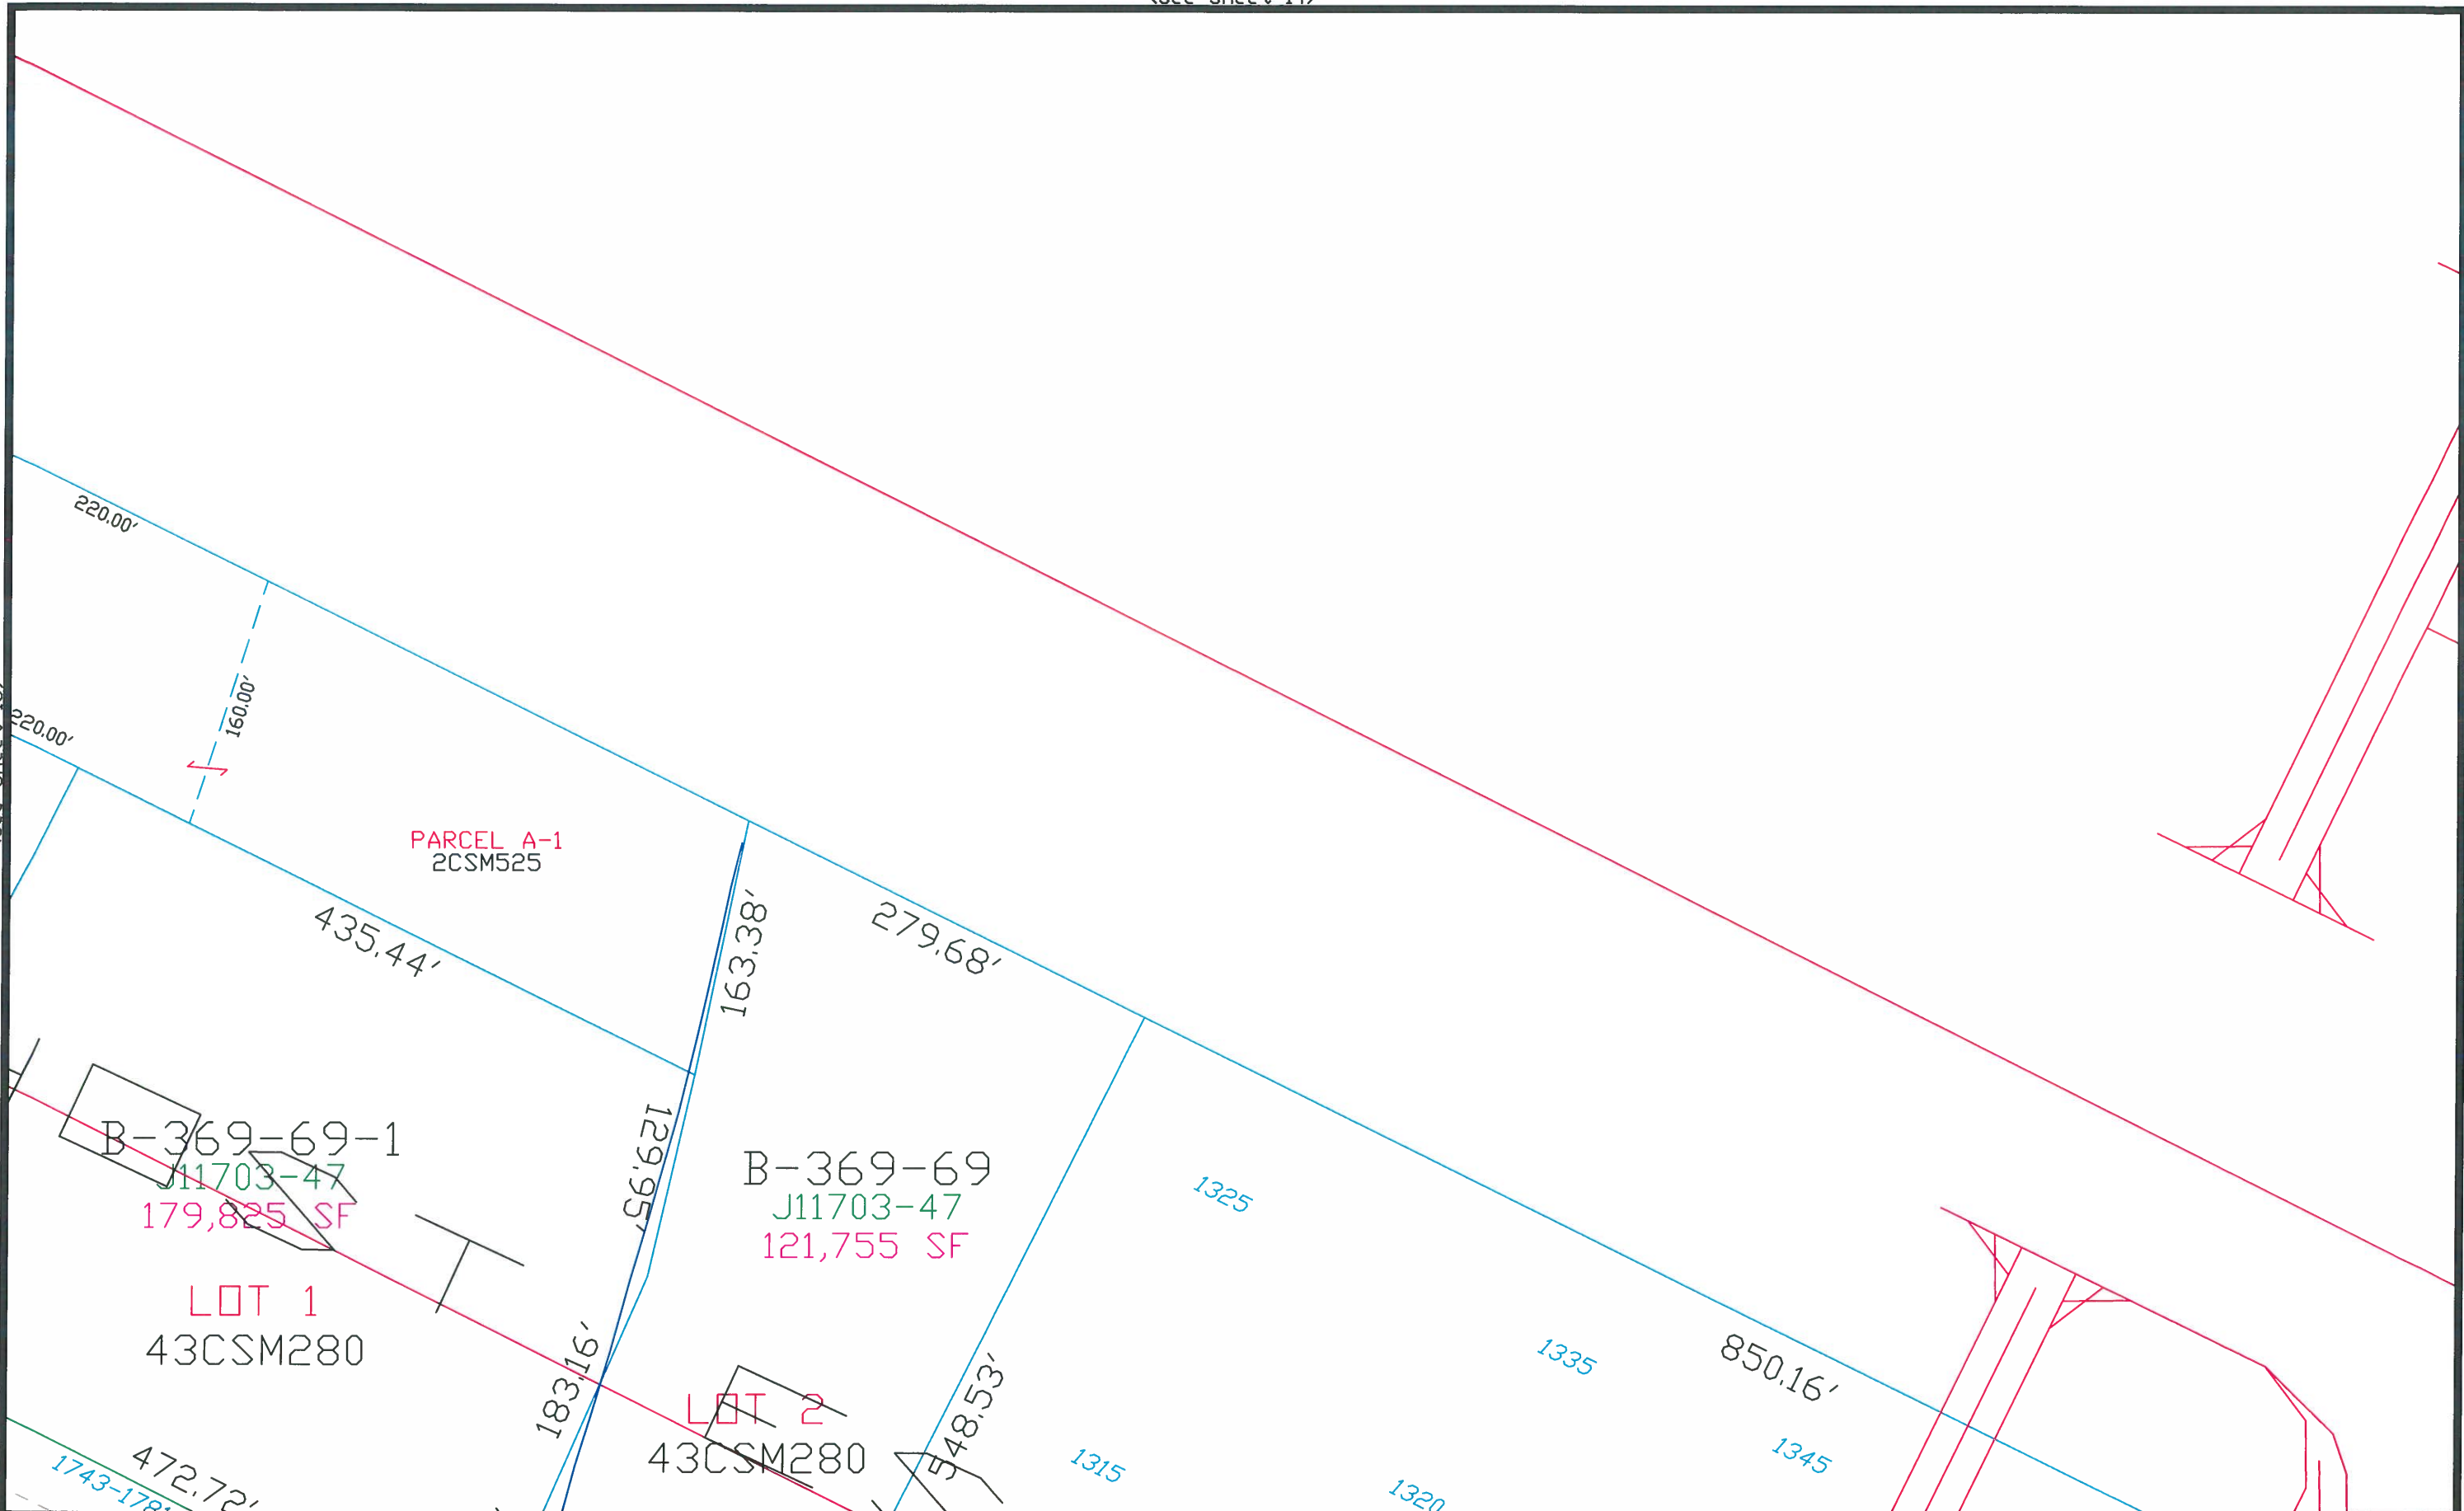 220.00'
160.00'
220.00'
PARCEL A-1
2CSM525
435.44'
163.38'
279.68'
129.95'
B-369-69-1
J11703-47
179,825 SF
B-369-69
J11703-47
121,755 SF
1325
LOT 1
43CSM280
183.16'
LOT 2
43CSM280
548.53'
1335
850.16'
472.72'
1743-1781
1315
1320
1345